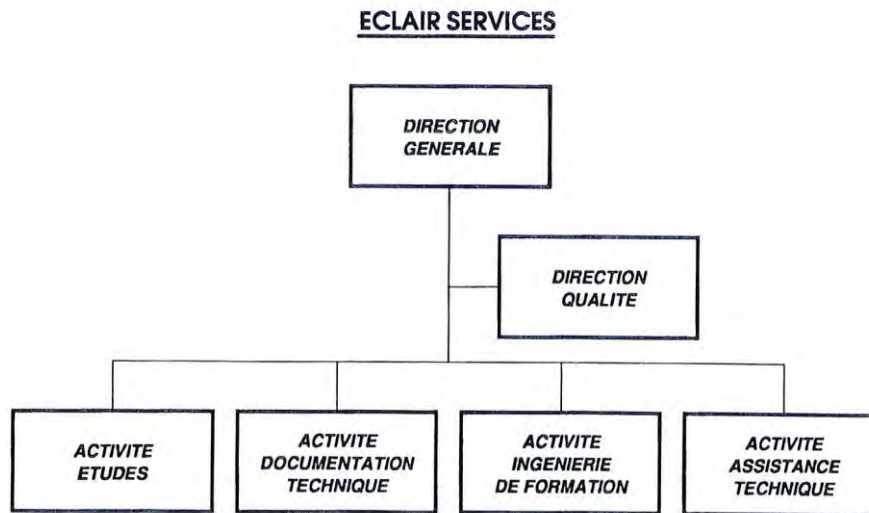 ECLAIR SERVICES
DIRECTION
GENERALE
DIRECTION
QUALITE
ACTIVITE
ETUDES
ACTIVITE
DOCUMENTATION
TECHNIQUE
ACTIVITE
INGENIERIE
DE FORMATION
ACTIVITE
ASSISTANCE
TECHNIQUE